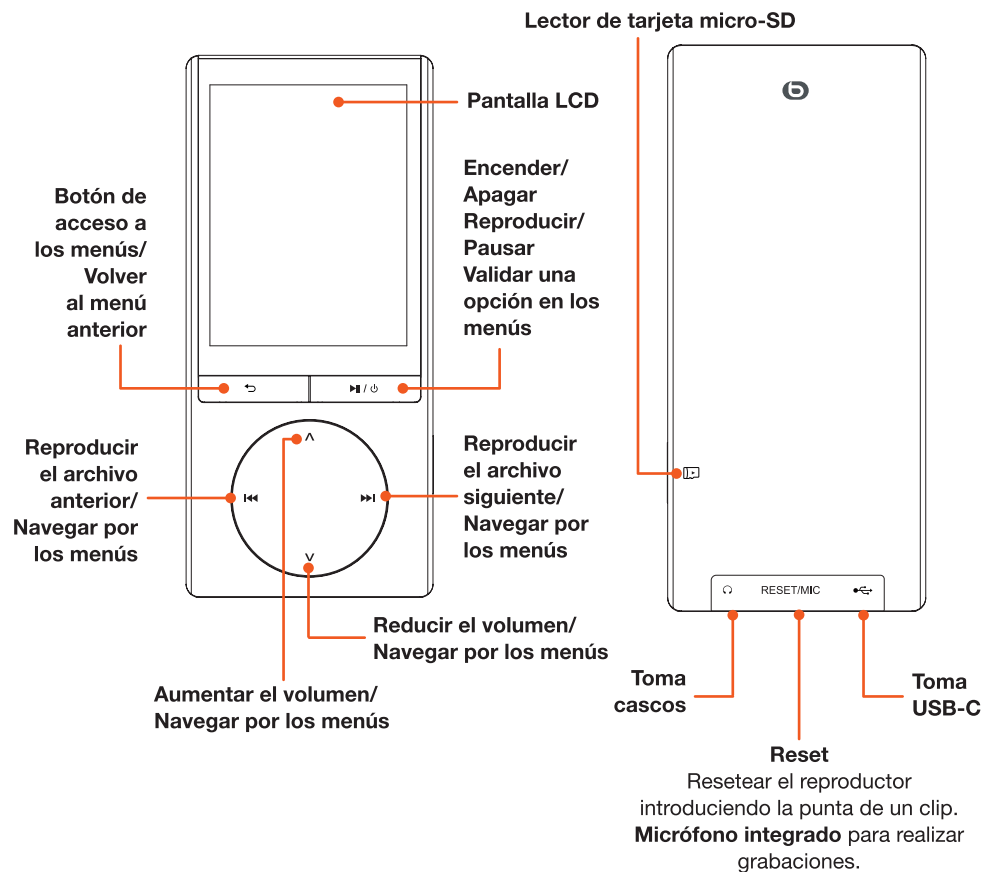 Lector de tarjeta micro-SD
Pantalla LCD
Encender/
Apagar
Reproducir/
Pausar
Validar una
opción en los
menús
Botón de
acceso a
los menús/
Volver
al menú
anterior
Reproducir
el archivo
anterior/
Navegar por
los menús
Reproducir
el archivo
siguiente/
Navegar por
los menús
Reducir el volumen/
Navegar por los menús
Aumentar el volumen/
Navegar por los menús
RESET/MIC
Toma
cascos
Toma
USB-C
Reset
Resetear el reproductor
introduciendo la punta de un clip.
Micrófono integrado para realizar
grabaciones.